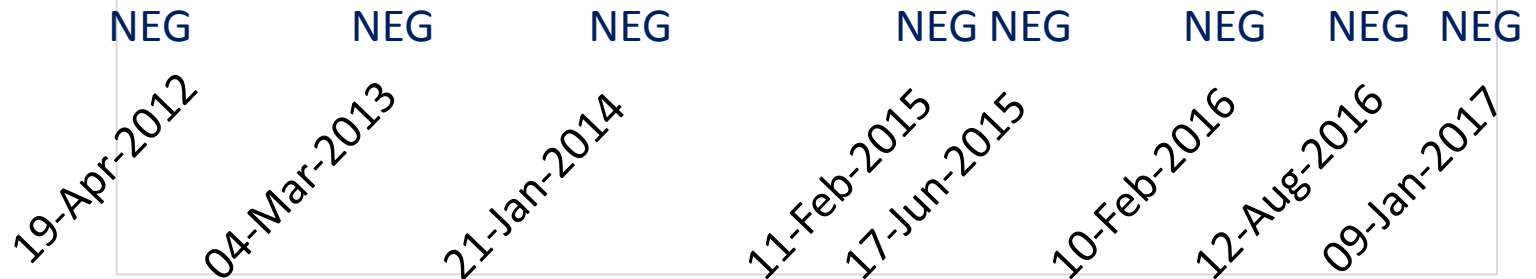 NEG NEG NEG NEG NEG NEG NEG NEG
19-Apr-2012
04-Mar-2013
21-Jan-2014
11-Feb-2015
17-Jun-2015
10-Feb-2016
12-Aug-2016
09-Jan-2017